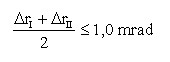 (Δr_I + Δr_II) / 2 ≤ 1,0 mrad